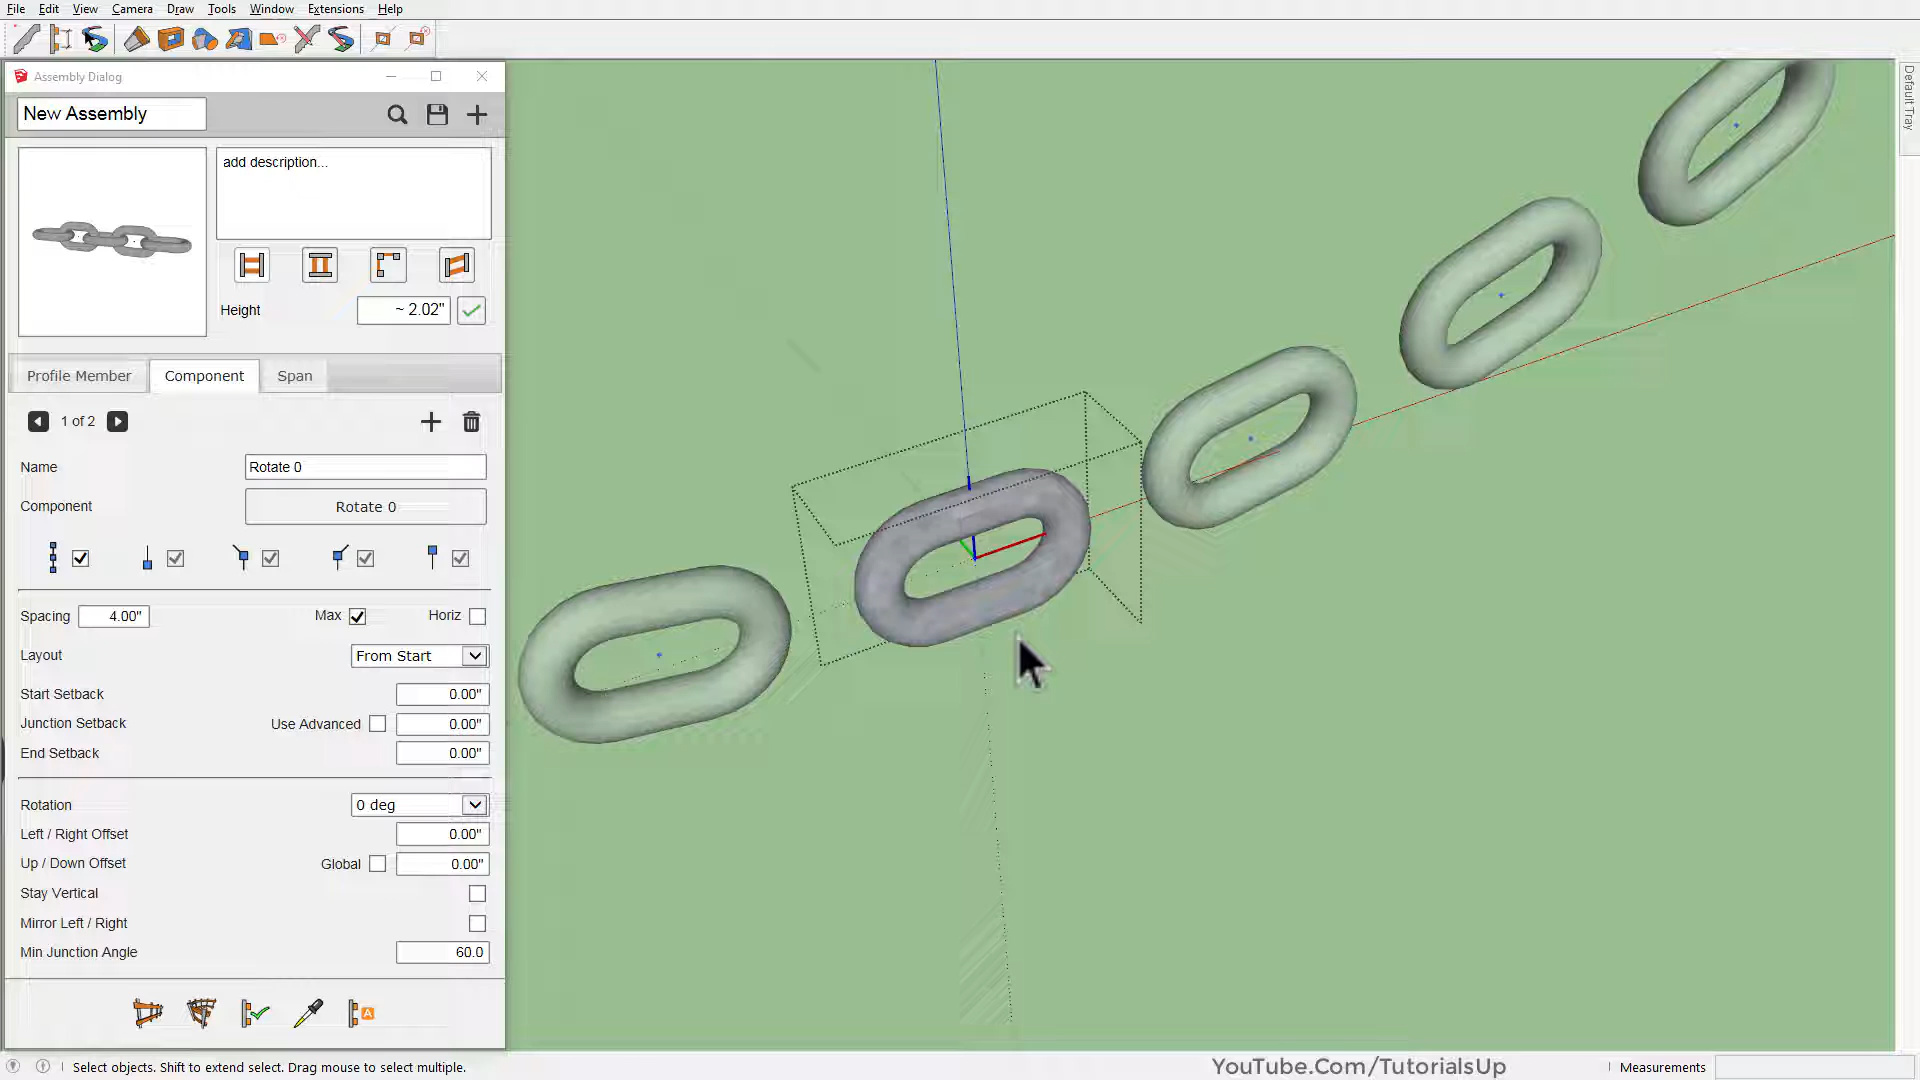 File Edit View Camera Draw Tools Window Extensions Help
Assembly Dialog
New Assembly
add description...
Height ~ 2.02"
Profile Member Component Span
1 of 2
Name Rotate 0
Component Rotate 0
Spacing 4.00" Max Horiz
Layout From Start
Start Setback 0.00"
Junction Setback Use Advanced 0.00"
End Setback 0.00"
Rotation 0 deg
Left / Right Offset 0.00"
Up / Down Offset Global 0.00"
Stay Vertical
Mirror Left / Right
Min Junction Angle 60.0
A
Default Tray
Select objects. Shift to extend select. Drag mouse to select multiple.
YouTube.Com/TutorialsUp
Measurements